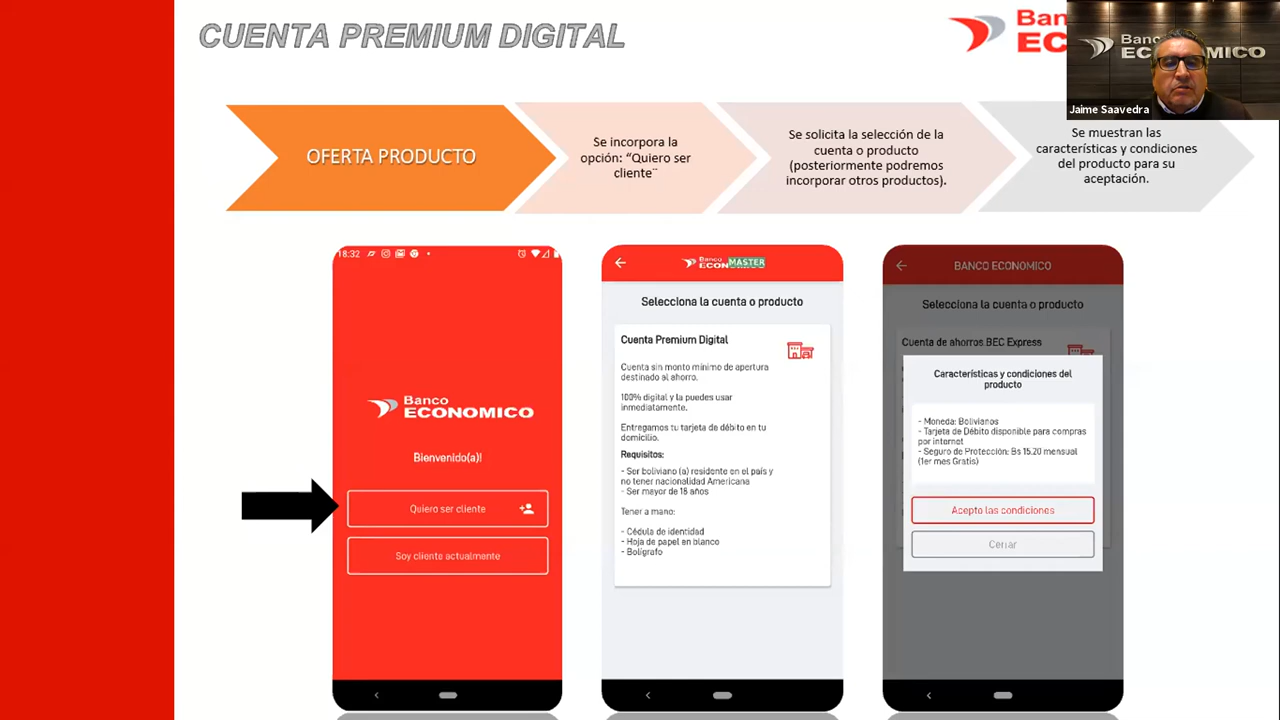 CUENTA PREMIUM DIGITAL
Banco
EC
Banco
ECONOMICO
Jaime Saavedra
OFERTA PRODUCTO
Se incorpora la
opción: “Quiero ser
cliente¨
Se solicita la selección de la
cuenta o producto
(posteriormente podremos
incorporar otros productos).
Se muestran las
características y condiciones
del producto para su
aceptación.
18:32
Banco
ECONOMICO
Bienvenido(a)!
Quiero ser cliente
Soy cliente actualmente
Banco
ECON MASTER
Selecciona la cuenta o producto
Cuenta Premium Digital
Cuenta sin monto mínimo de apertura
destinado al ahorro.
100% digital y la puedes usar
inmediatamente.
Entregamos tu tarjeta de débito en tu
domicilio.
Requisitos:
- Ser boliviano (a) residente en el país y
no tener nacionalidad Americana
- Ser mayor de 18 años
Tener a mano:
- Cédula de identidad
- Hoja de papel en blanco
- Bolígrafo
BANCO ECONOMICO
Selecciona la cuenta o producto
Cuenta de ahorros BEC Express
Características y condiciones del
producto
- Moneda: Bolivianos
- Tarjeta de Débito disponible para compras
por internet
- Seguro de Protección: Bs 15.20 mensual
(1er mes Gratis)
Acepto las condiciones
Cerrar